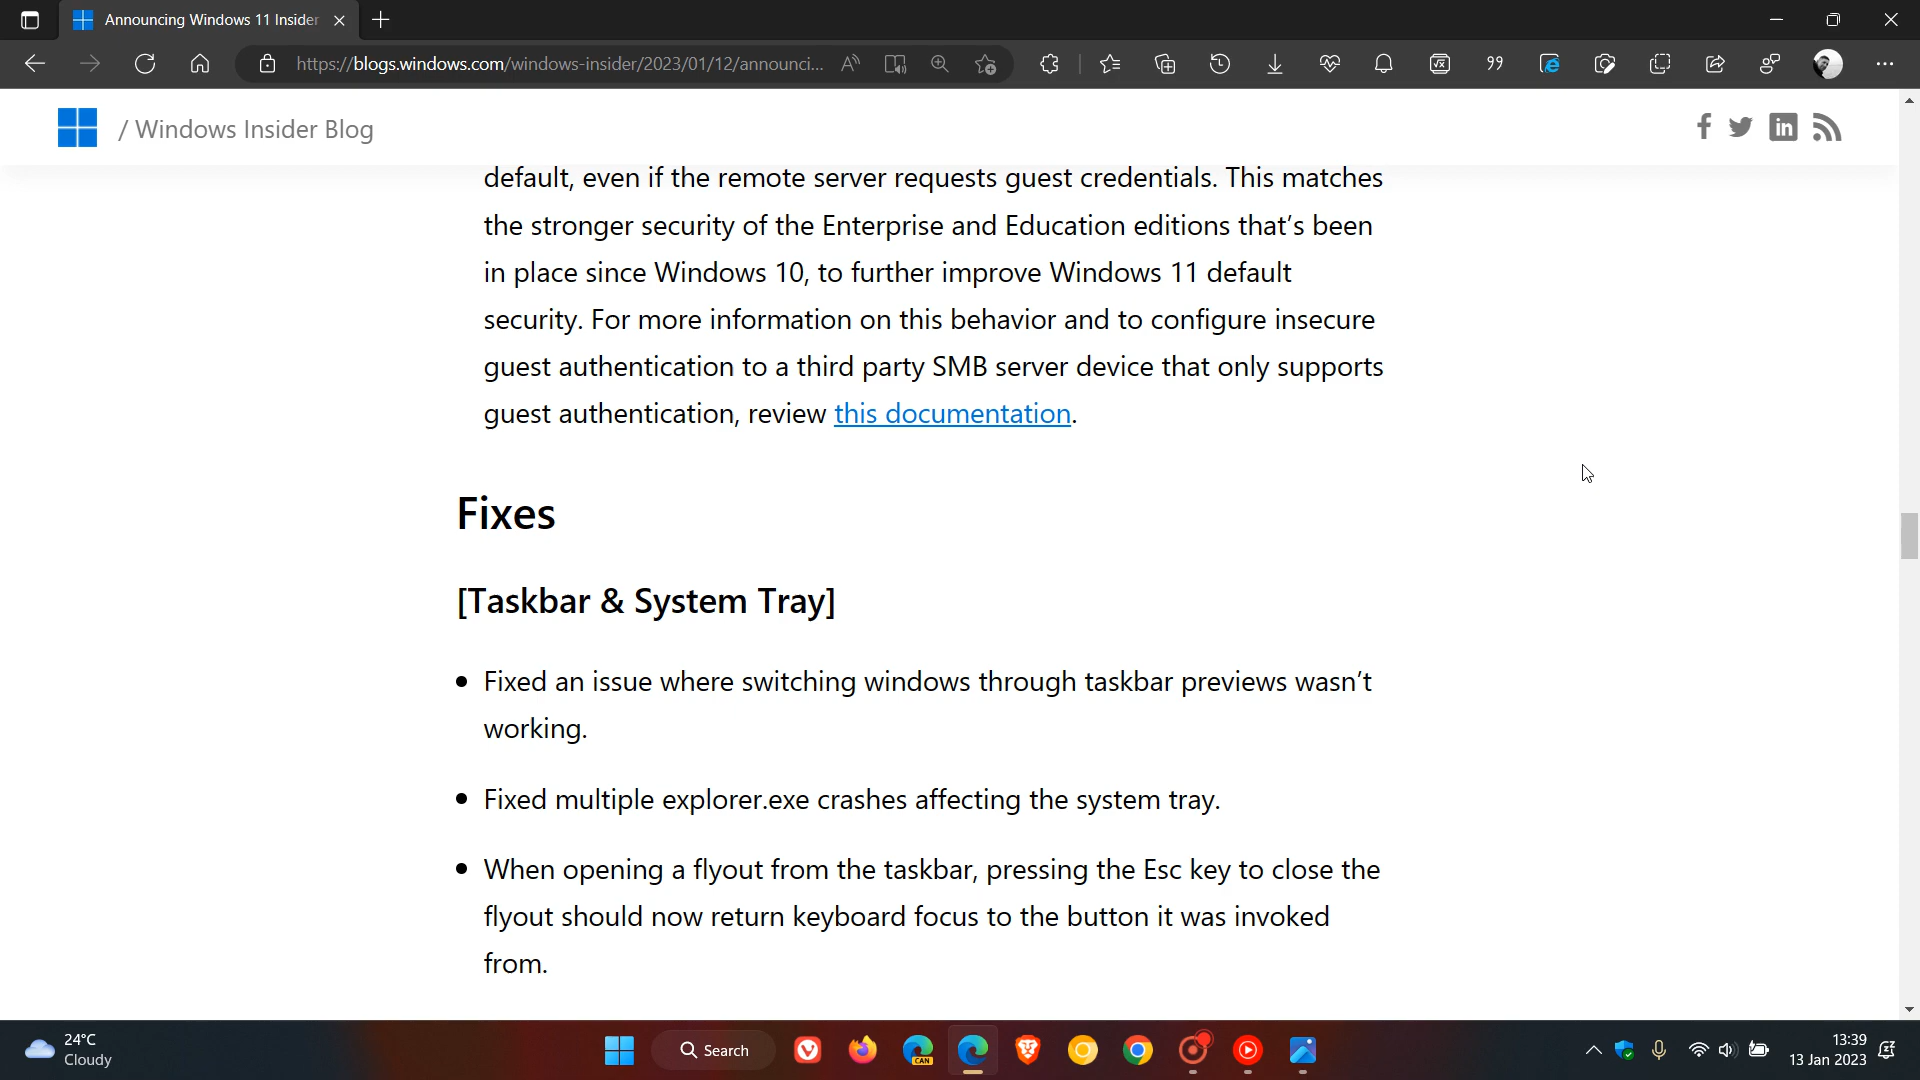 Announcing Windows 11 Insider
https://blogs.windows.com/windows-insider/2023/01/12/announci...
/ Windows Insider Blog
default, even if the remote server requests guest credentials. This matches
the stronger security of the Enterprise and Education editions that's been
in place since Windows 10, to further improve Windows 11 default
security. For more information on this behavior and to configure insecure
guest authentication to a third party SMB server device that only supports
guest authentication, review this documentation.
Fixes
[Taskbar & System Tray]
• Fixed an issue where switching windows through taskbar previews wasn't
working.
• Fixed multiple explorer.exe crashes affecting the system tray.
• When opening a flyout from the taskbar, pressing the Esc key to close the
flyout should now return keyboard focus to the button it was invoked
from.
24°C
Cloudy
Search
CAN
13:39
13 Jan 2023